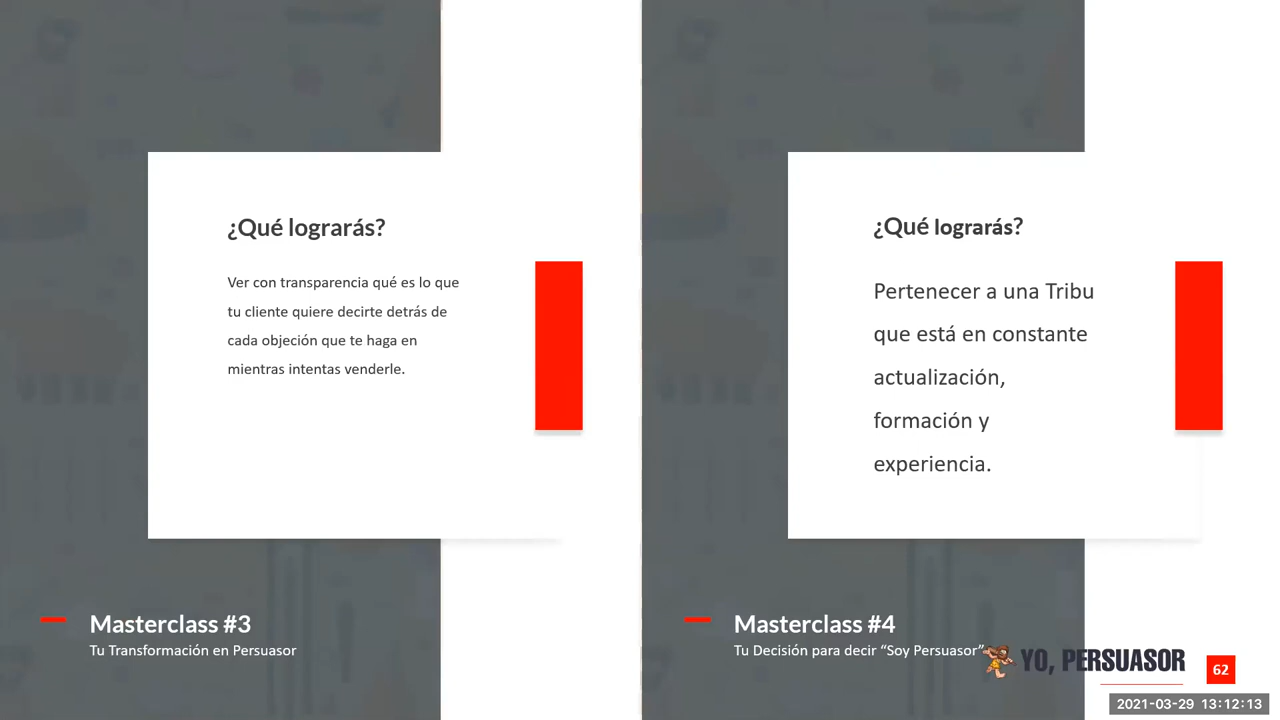 ¿Qué lograrás?
Ver con transparencia qué es lo que
tu cliente quiere decirte detrás de
cada objeción que te haga en
mientras intentas venderle.
Masterclass #3
Tu Transformación en Persuasor
¿Qué lograrás?
Pertenecer a una Tribu
que está en constante
actualización,
formación y
experiencia.
Masterclass #4
Tu Decisión para decir “Soy Persuasor”
YO, PERSUASOR
62
2021-03-29 13:12:13